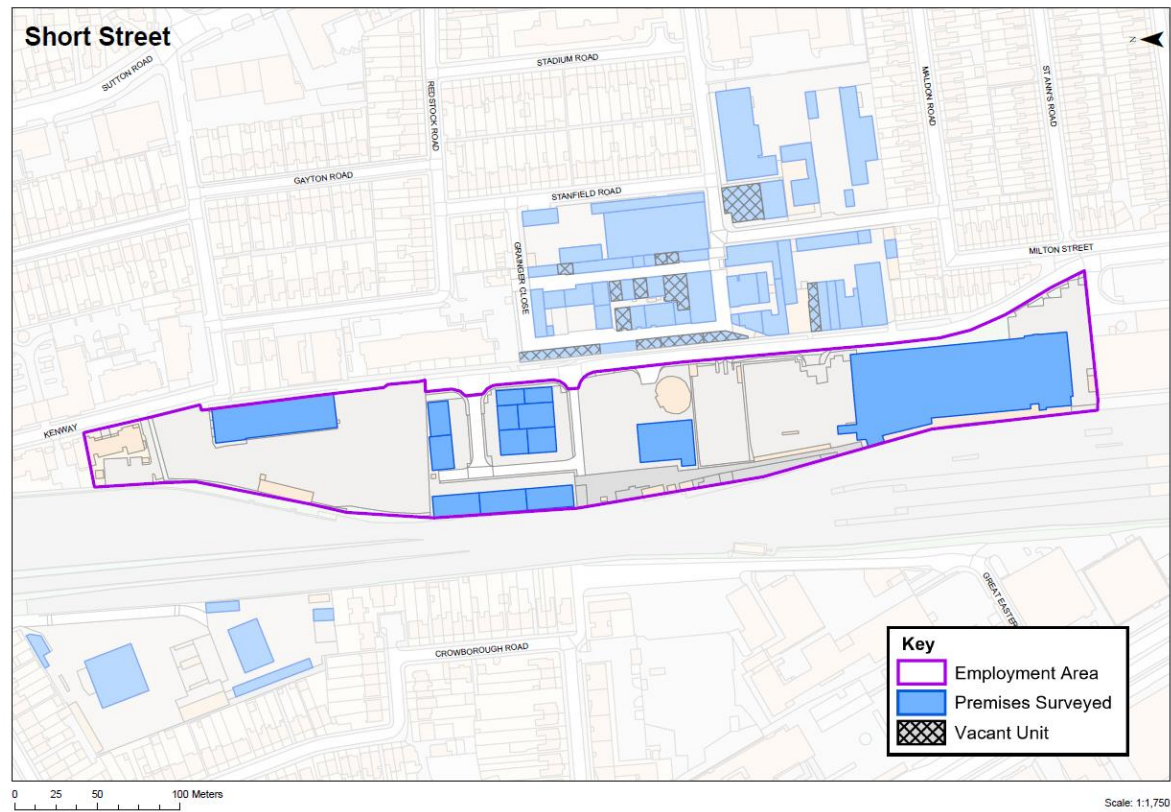 Short Street
N
SUTTON ROAD
STADIUM ROAD
REDSTOCK ROAD
MALDON ROAD
ST ANN'S ROAD
GAYTON ROAD
STANFIELD ROAD
GRAINGER CLOSE
MILTON STREET
KENWAY
GREAT EASTER
CROWBOROUGH ROAD
Key
Employment Area
Premises Surveyed
Vacant Unit
0 25 50 100 Meters
Scale: 1:1,750